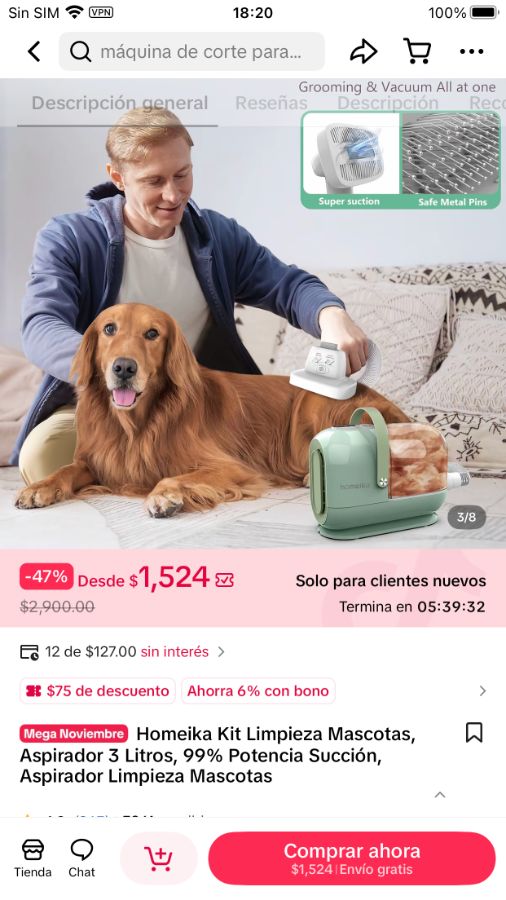 Sin SIM VPN 18:20 100%
máquina de corte para...
Grooming & Vacuum All at one
Descripción general Reseñas Descripción
Super suction Safe Metal Pins
homeika
3/8
-47% Desde $1,524 Solo para clientes nuevos
$2,900.00 Termina en 05:39:32
12 de $127.00 sin interés
$75 de descuento Ahorra 6% con bono
Mega Noviembre Homeika Kit Limpieza Mascotas,
Aspirador 3 Litros, 99% Potencia Succión,
Aspirador Limpieza Mascotas
Tienda Chat Comprar ahora
$1,524 | Envío gratis